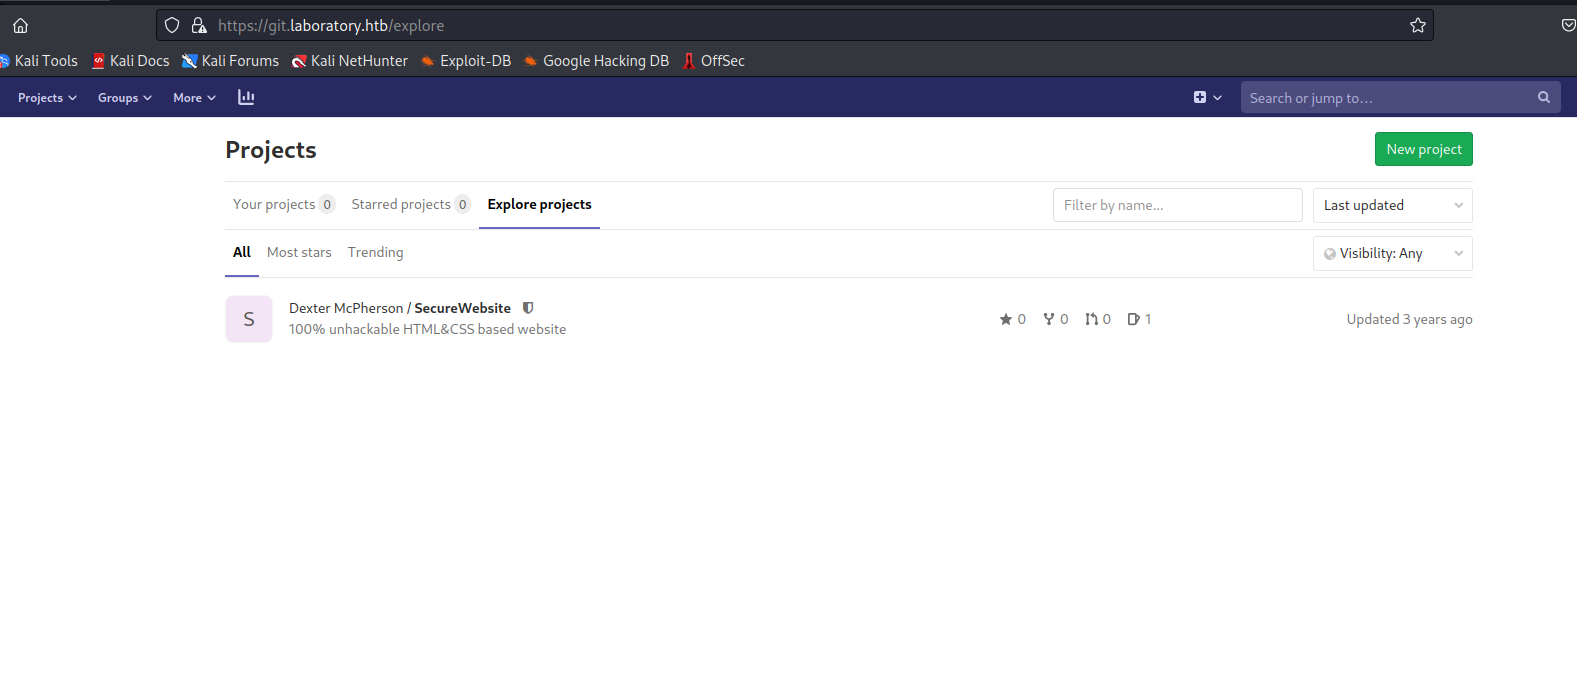 https://git.laboratory.htb/explore
Kali Tools Kali Docs Kali Forums Kali NetHunter Exploit-DB Google Hacking DB OffSec
Projects Groups More Search or jump to…
Projects New project
Your projects 0 Starred projects 0 Explore projects Filter by name... Last updated
All Most stars Trending Visibility: Any
S Dexter McPherson / SecureWebsite
100% unhackable HTML&CSS based website
0 0 0 1 Updated 3 years ago